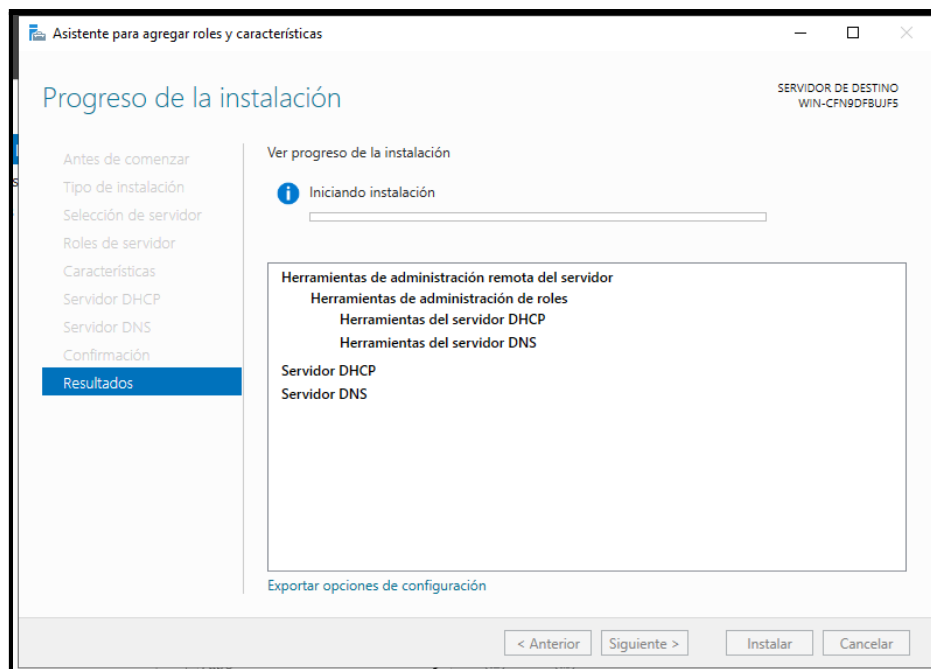 Asistente para agregar roles y características
Progreso de la instalación
SERVIDOR DE DESTINO
WIN-CFN9DFBUJF5
Antes de comenzar
Tipo de instalación
Selección de servidor
Roles de servidor
Características
Servidor DHCP
Servidor DNS
Confirmación
Resultados
Ver progreso de la instalación
Iniciando instalación
Herramientas de administración remota del servidor
Herramientas de administración de roles
Herramientas del servidor DHCP
Herramientas del servidor DNS
Servidor DHCP
Servidor DNS
Exportar opciones de configuración
< Anterior
Siguiente >
Instalar
Cancelar